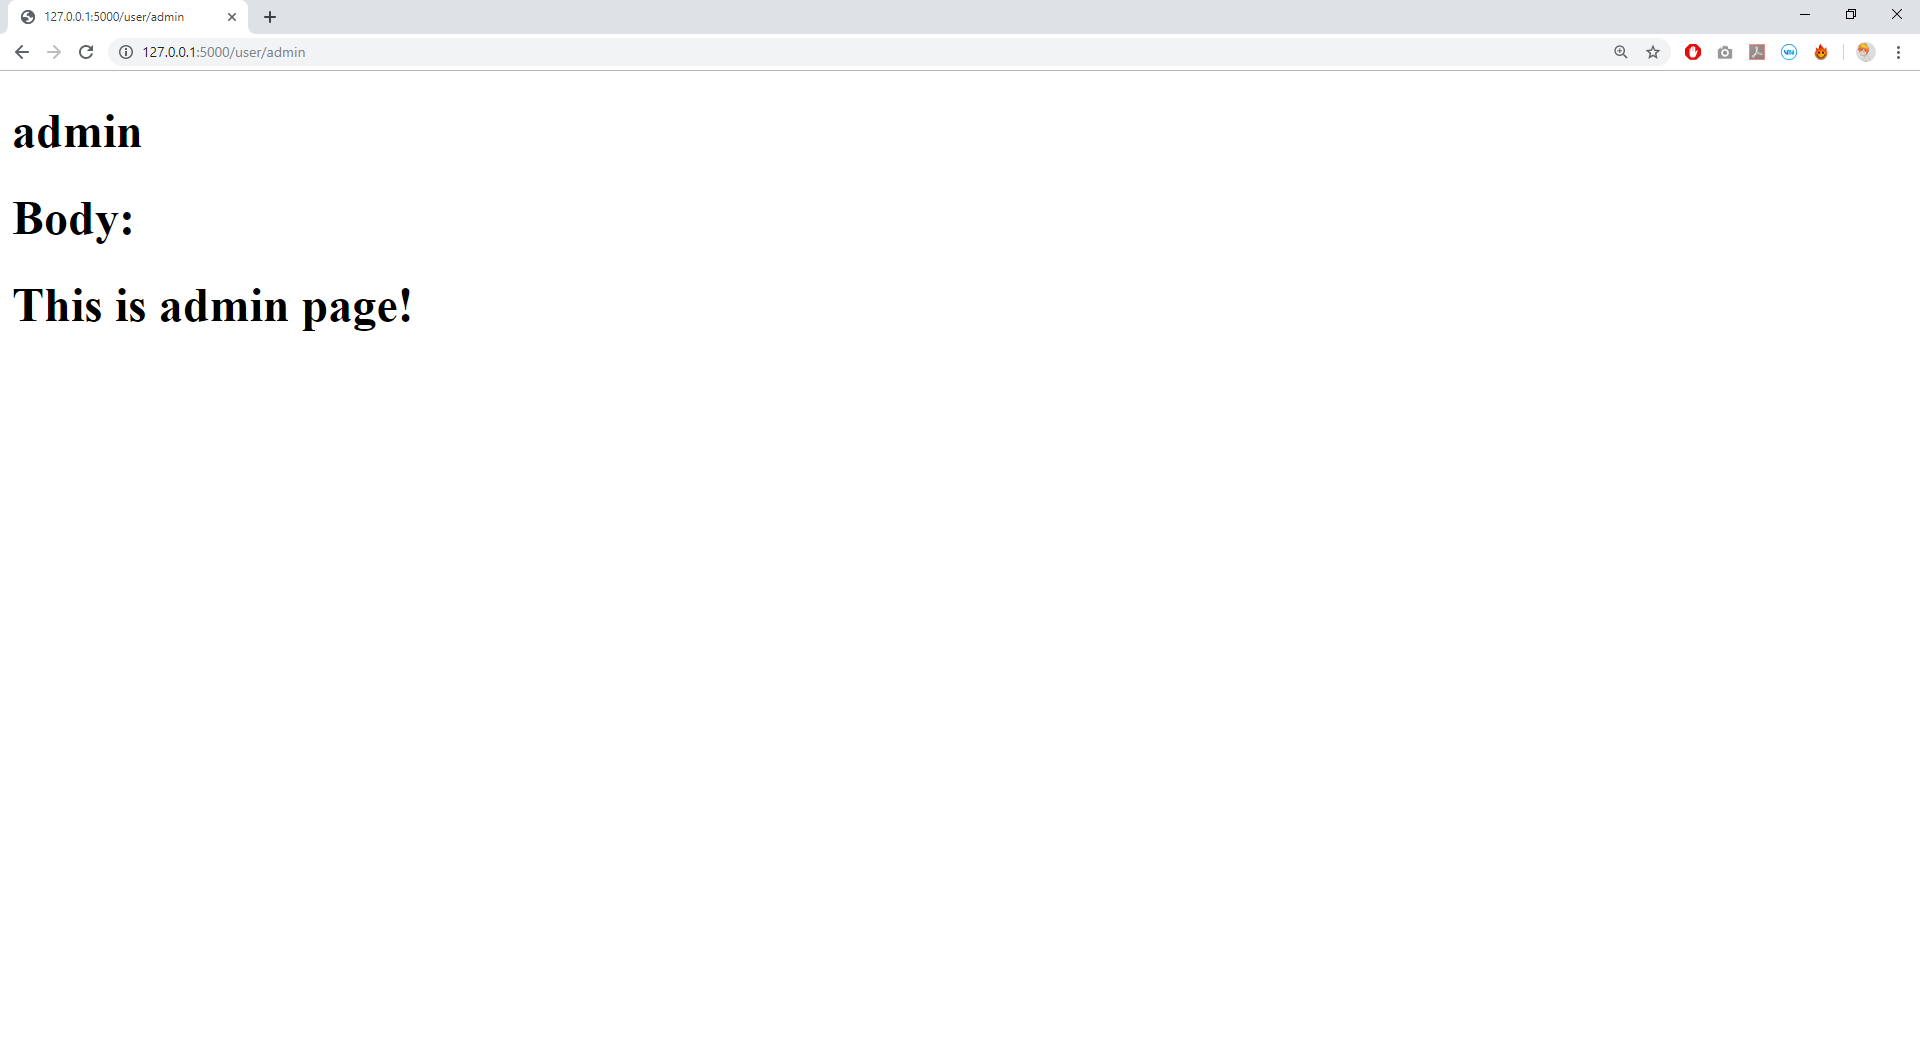 127.0.0.1:5000/user/admin
127.0.0.1:5000/user/admin
admin
Body:
This is admin page!